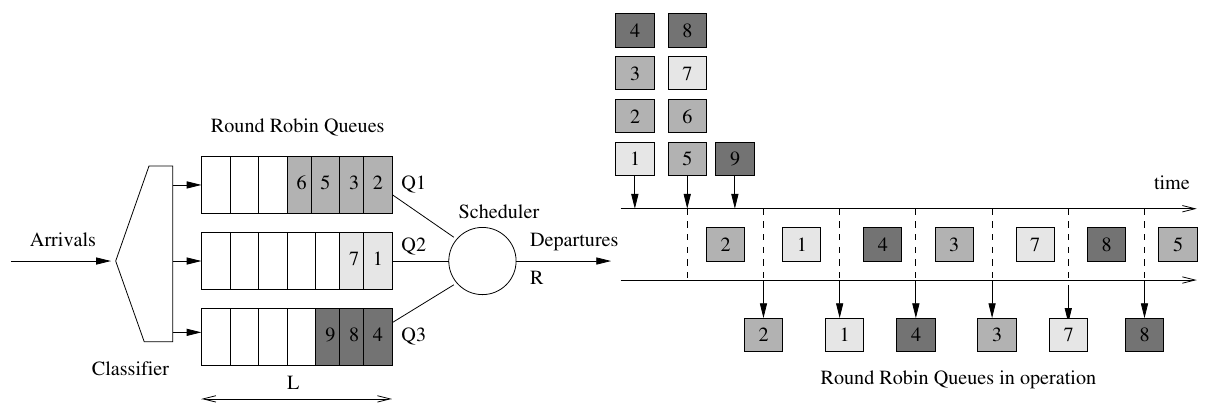 Round Robin Queues
6 5 3 2 Q1
7 1 Q2
9 8 4 Q3
Arrivals
Classifier
L
Scheduler
Departures
R
4 8
3 7
2 6
1 5 9
time
2 1 4 3 7 8 5
2 1 4 3 7 8
Round Robin Queues in operation